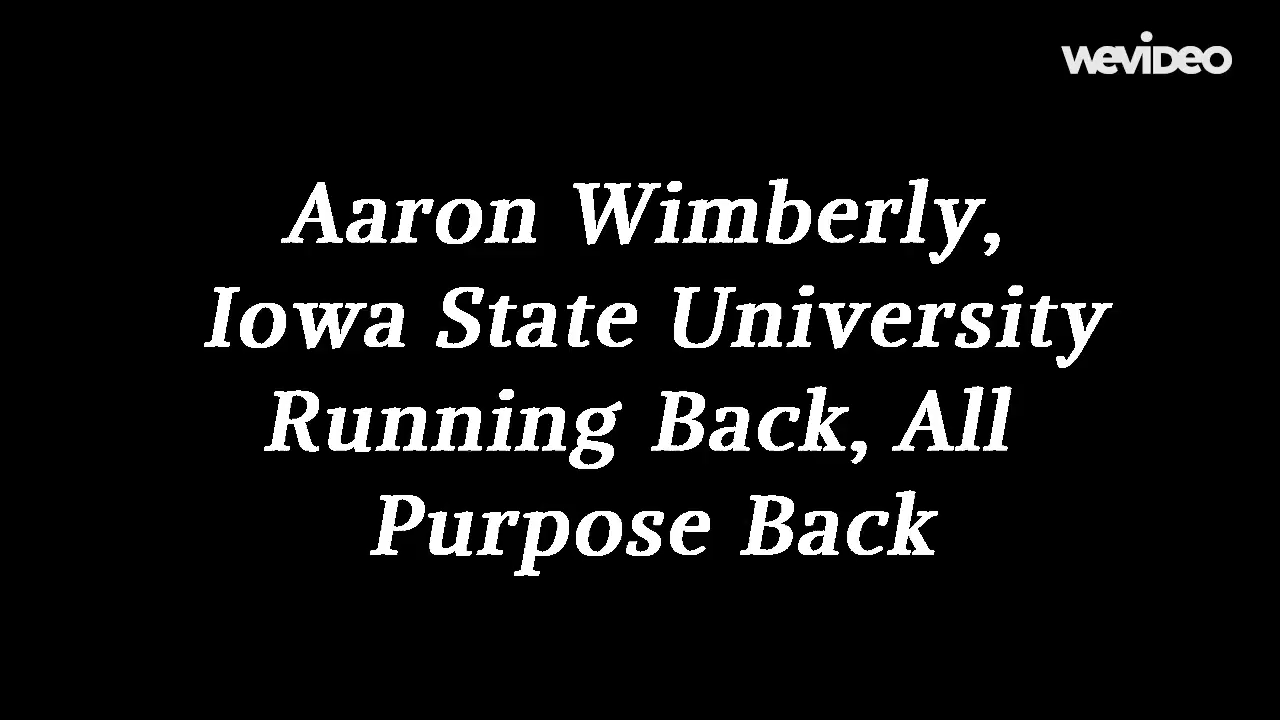 WeVideo
Aaron Wimberly,
Iowa State University
Running Back, All
Purpose Back